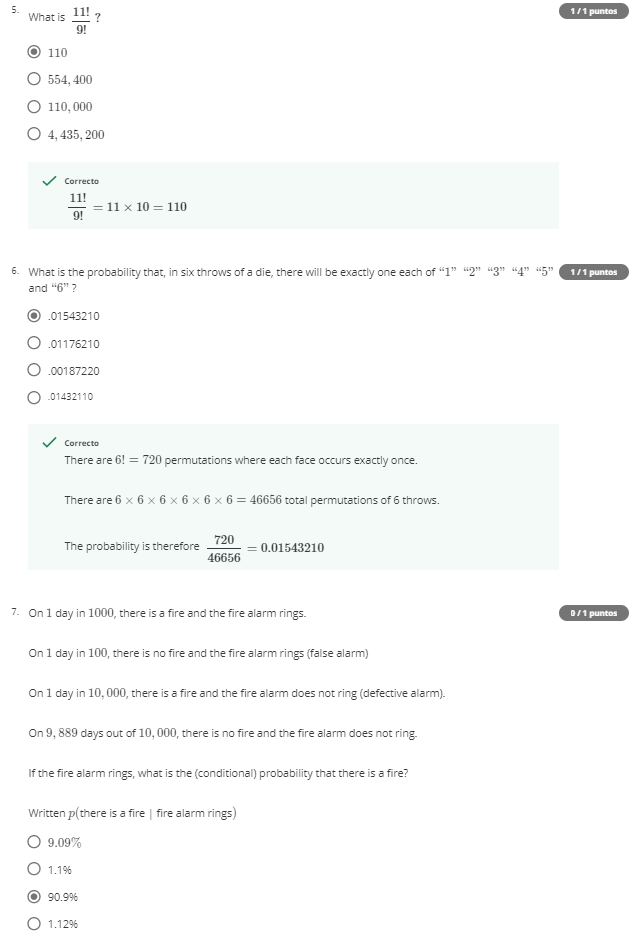 5. What is 11!/9! ?
1 / 1 puntos
110
554, 400
110, 000
4, 435, 200
Correcto
11!/9! = 11 × 10 = 110
6. What is the probability that, in six throws of a die, there will be exactly one each of “1” “2” “3” “4” “5”
1 / 1 puntos
and “6” ?
.01543210
.01176210
.00187220
.01432110
Correcto
There are 6! = 720 permutations where each face occurs exactly once.
There are 6 × 6 × 6 × 6 × 6 × 6 = 46656 total permutations of 6 throws.
The probability is therefore 720/46656 = 0.01543210
7. On 1 day in 1000, there is a fire and the fire alarm rings.
0 / 1 puntos
On 1 day in 100, there is no fire and the fire alarm rings (false alarm)
On 1 day in 10, 000, there is a fire and the fire alarm does not ring (defective alarm).
On 9, 889 days out of 10, 000, there is no fire and the fire alarm does not ring.
If the fire alarm rings, what is the (conditional) probability that there is a fire?
Written p(there is a fire | fire alarm rings)
9.09%
1.1%
90.9%
1.12%